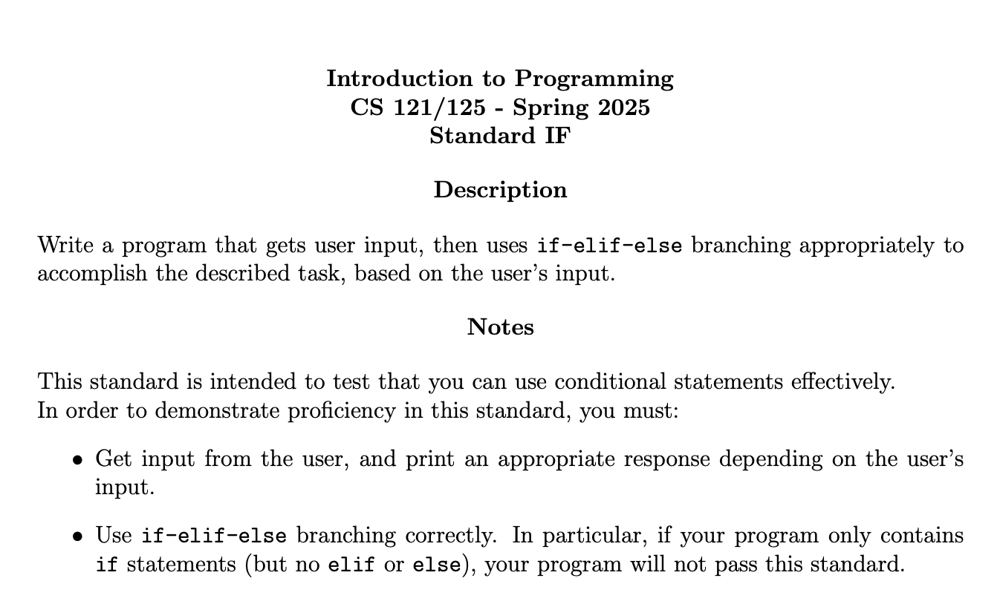 Introduction to Programming
CS 121/125 - Spring 2025
Standard IF
Description
Write a program that gets user input, then uses if-elif-else branching appropriately to
accomplish the described task, based on the user's input.
Notes
This standard is intended to test that you can use conditional statements effectively.
In order to demonstrate proficiency in this standard, you must:
• Get input from the user, and print an appropriate response depending on the user's
input.
• Use if-elif-else branching correctly. In particular, if your program only contains
if statements (but no elif or else), your program will not pass this standard.